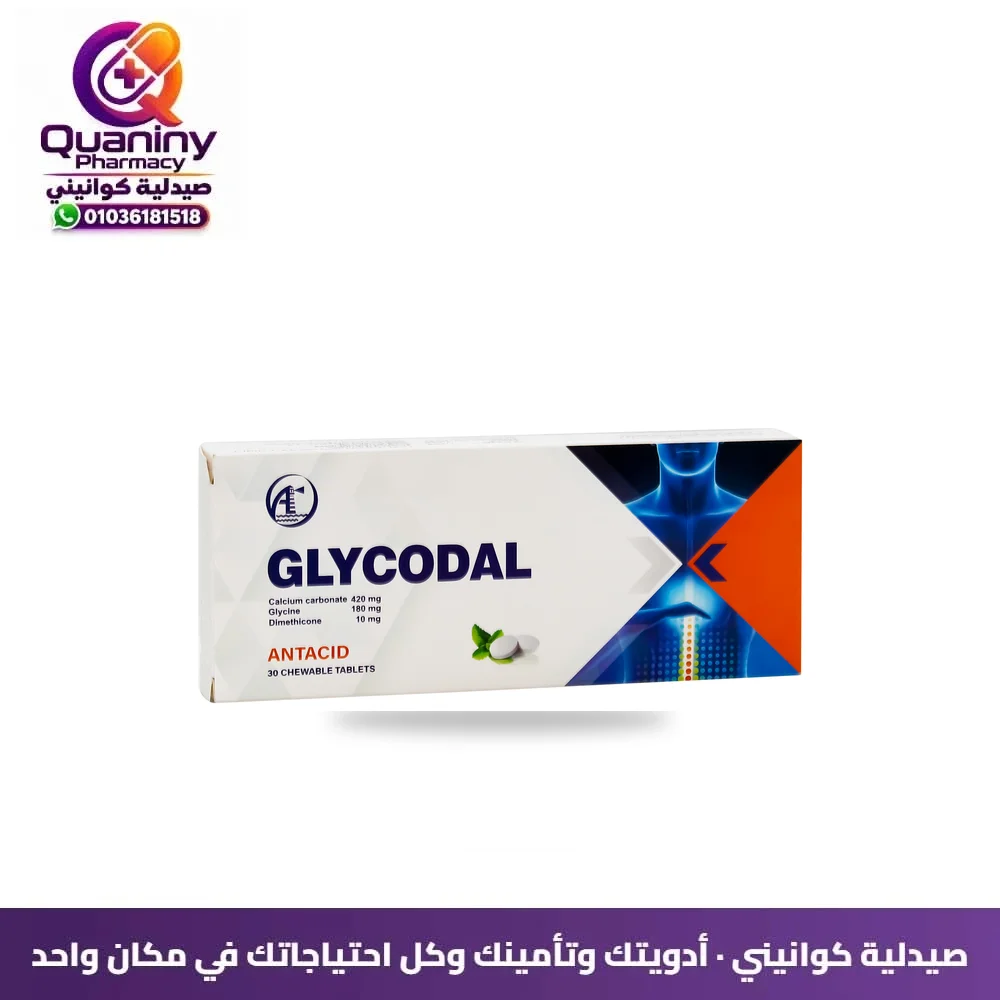 Quaniny
Pharmacy
صيدلية كوانيني
01036181518
GLYCODAL
Calcium carbonate 420 mg
Glycine 180 mg
Dimethicone 10 mg
ANTACID
30 CHEWABLE TABLETS
صيدلية كوانيني · أدويتك وتأمينك وكل احتياجاتك في مكان واحد